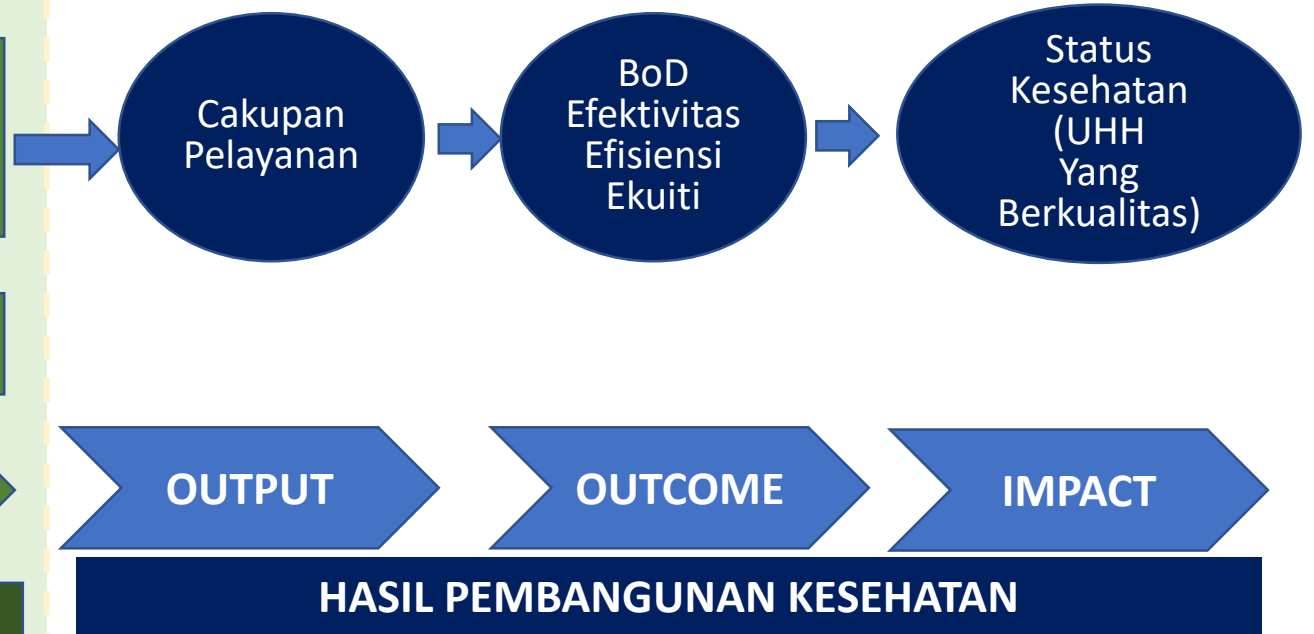 Cakupan
Pelayanan
BoD
Efektivitas
Efisiensi
Ekuiti
Status
Kesehatan
(UHH
Yang
Berkualitas)
OUTPUT
OUTCOME
IMPACT
HASIL PEMBANGUNAN KESEHATAN